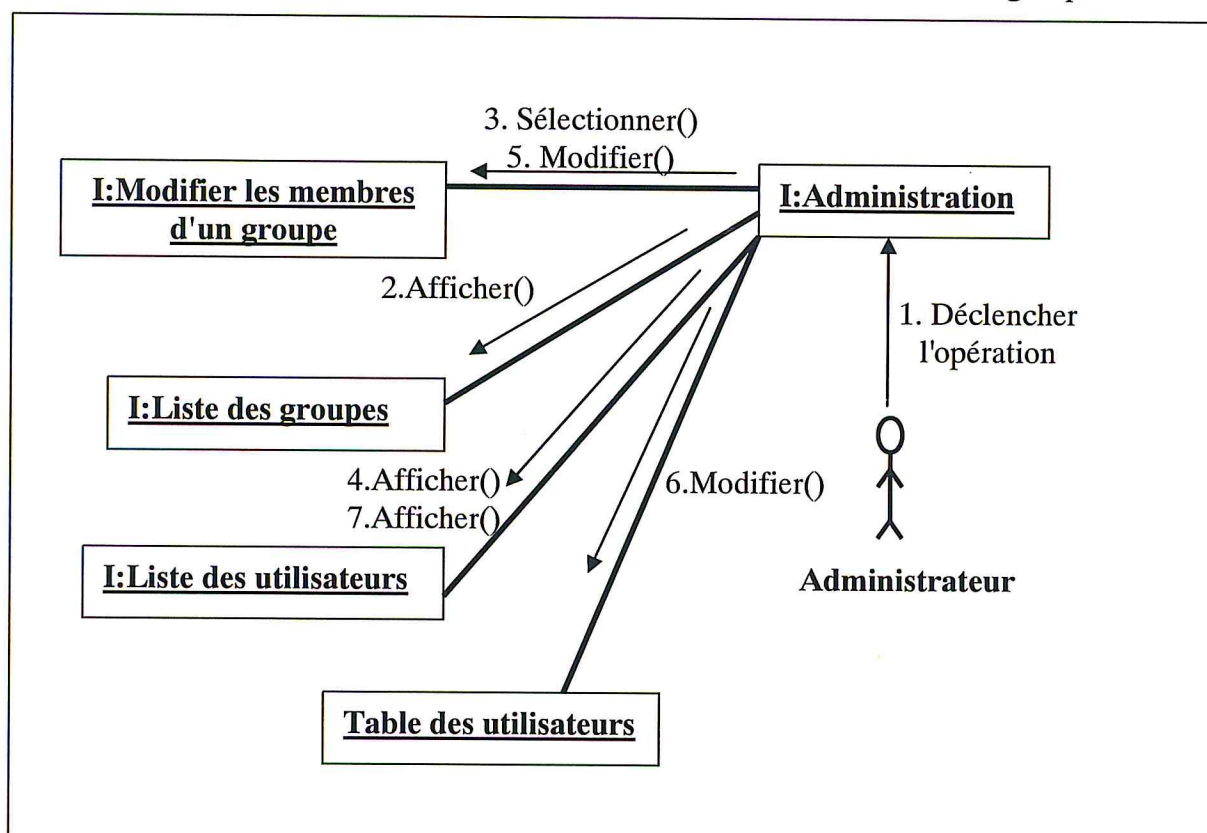 3. Sélectionner()
5. Modifier()
I:Modifier les membres
d'un groupe
I:Administration
2.Afficher()
1. Déclencher
l'opération
I:Liste des groupes
4.Afficher()
7.Afficher()
6.Modifier()
I:Liste des utilisateurs
Administrateur
Table des utilisateurs